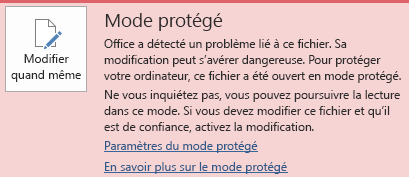 Modifier
quand même
Mode protégé
Office a détecté un problème lié à ce fichier. Sa
modification peut s'avérer dangereuse. Pour protéger
votre ordinateur, ce fichier a été ouvert en mode protégé.
Ne vous inquiétez pas, vous pouvez poursuivre la lecture
dans ce mode. Si vous devez modifier ce fichier et qu'il
est de confiance, activez la modification.
Paramètres du mode protégé
En savoir plus sur le mode protégé